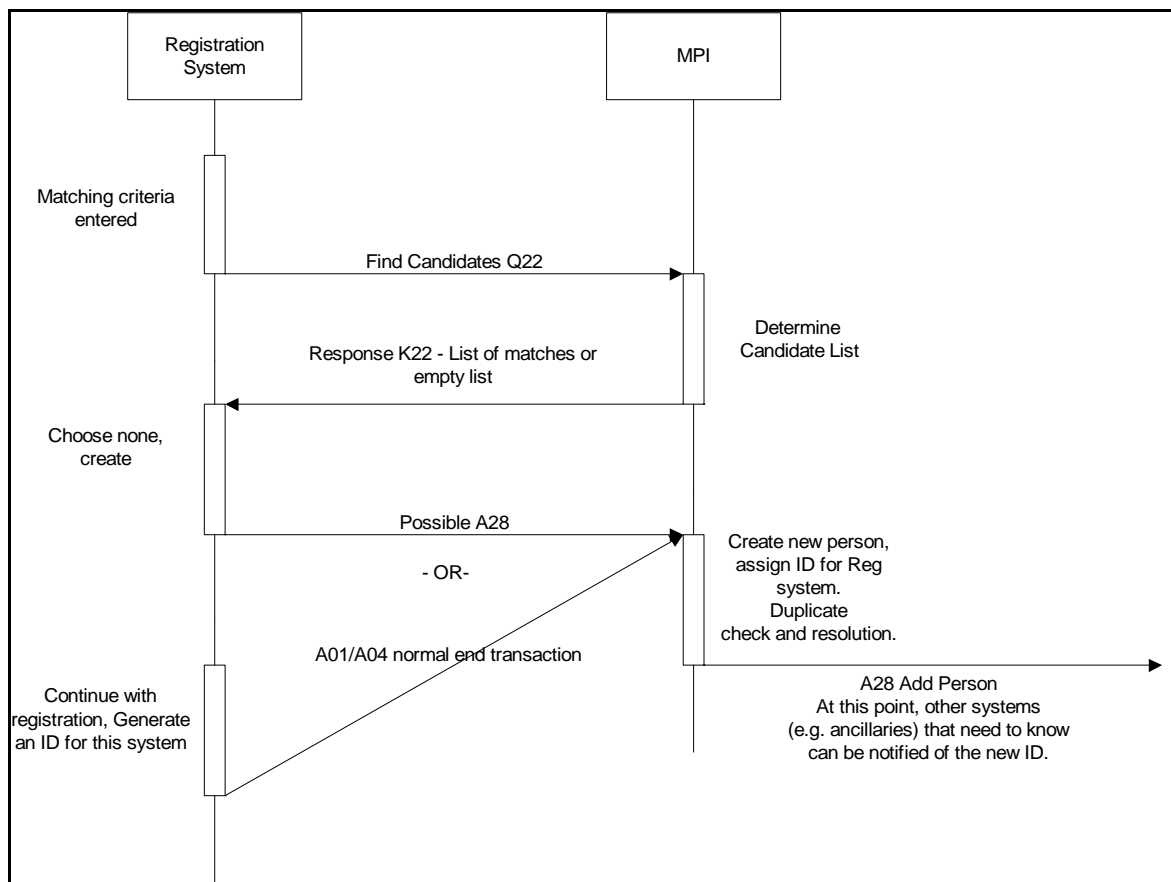 Registration
System
MPI
Matching criteria
entered
Find Candidates Q22
Determine
Candidate List
Response K22 - List of matches or
empty list
Choose none,
create
Possible A28
- OR-
Create new person,
assign ID for Reg
system.
Duplicate
check and resolution.
A01/A04 normal end transaction
Continue with
registration, Generate
an ID for this system
A28 Add Person
At this point, other systems
(e.g. ancillaries) that need to know
can be notified of the new ID.